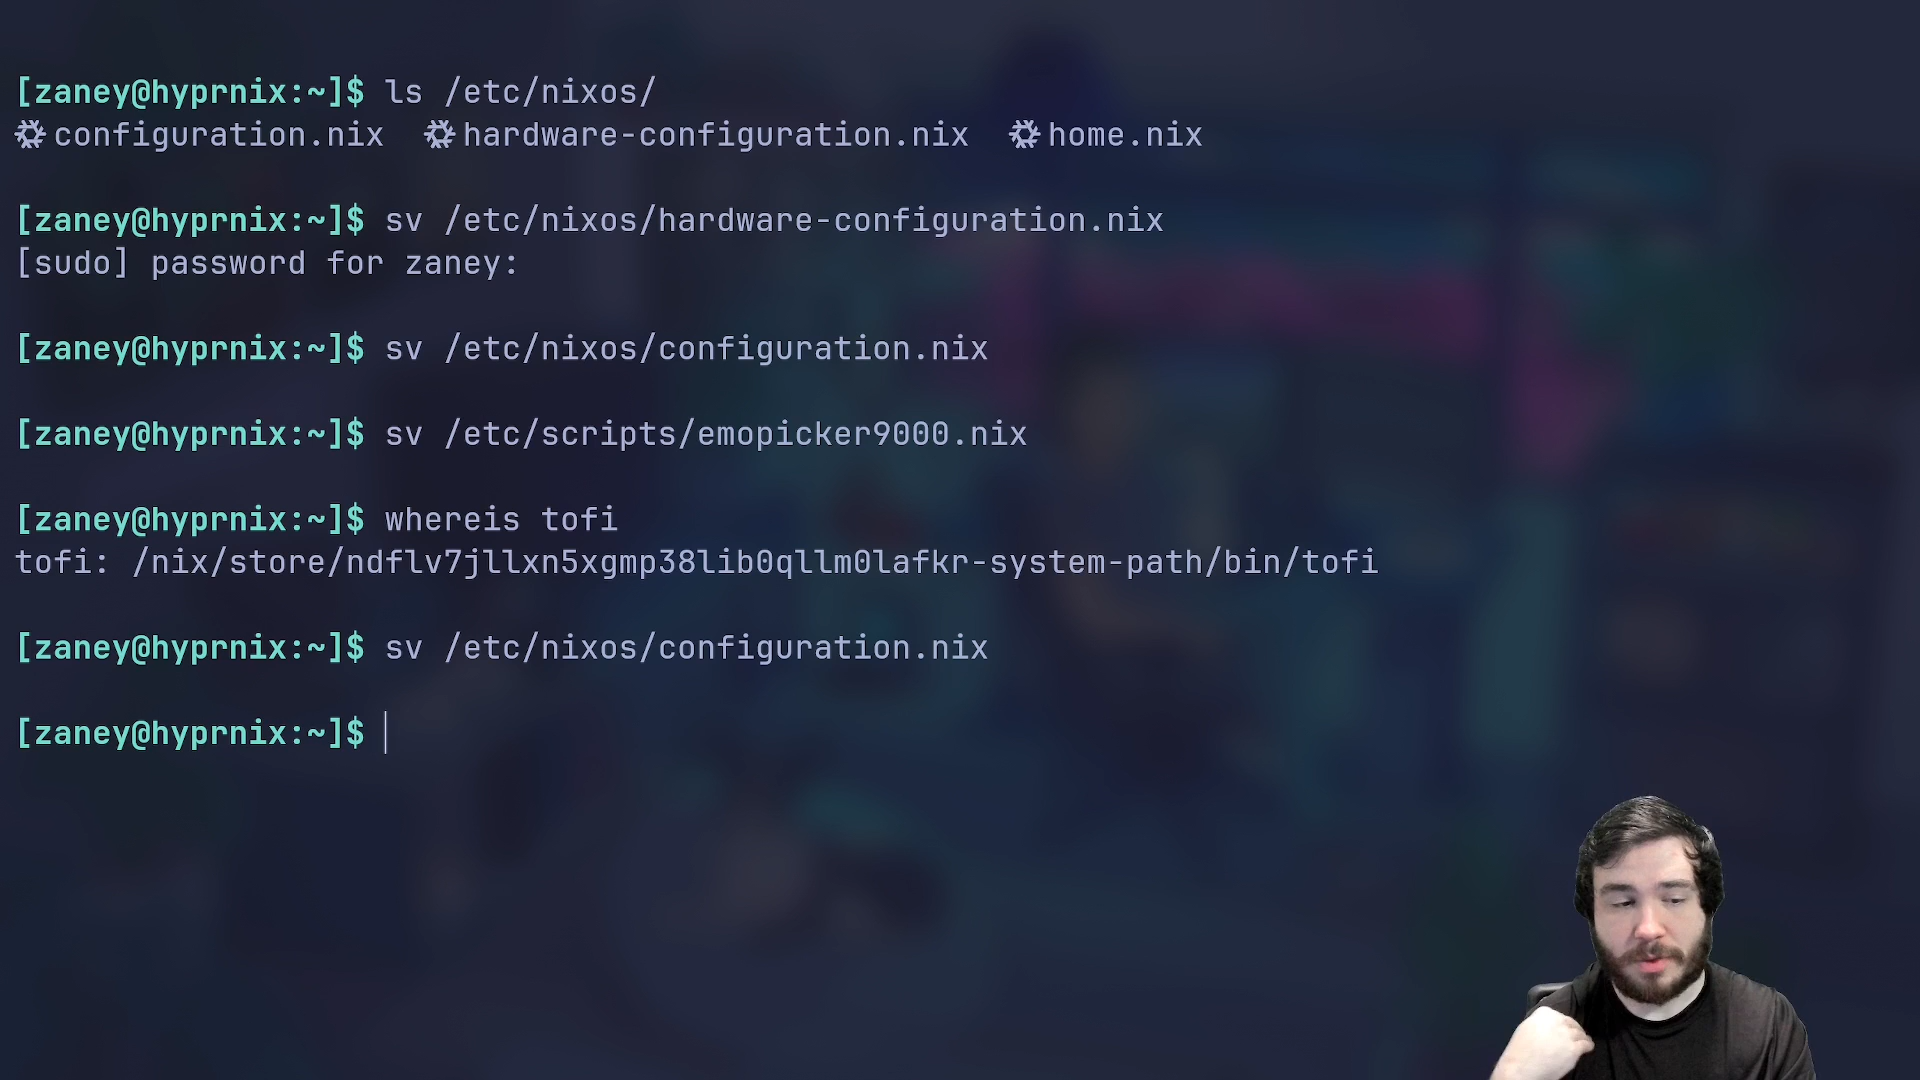 [zaney@hyprnix:~]$ ls /etc/nixos/
configuration.nix hardware-configuration.nix home.nix
[zaney@hyprnix:~]$ sv /etc/nixos/hardware-configuration.nix
[sudo] password for zaney:
[zaney@hyprnix:~]$ sv /etc/nixos/configuration.nix
[zaney@hyprnix:~]$ sv /etc/scripts/emopicker9000.nix
[zaney@hyprnix:~]$ whereis tofi
tofi: /nix/store/ndflv7jllxn5xgmp38lib0qllm0lafkr-system-path/bin/tofi
[zaney@hyprnix:~]$ sv /etc/nixos/configuration.nix
[zaney@hyprnix:~]$